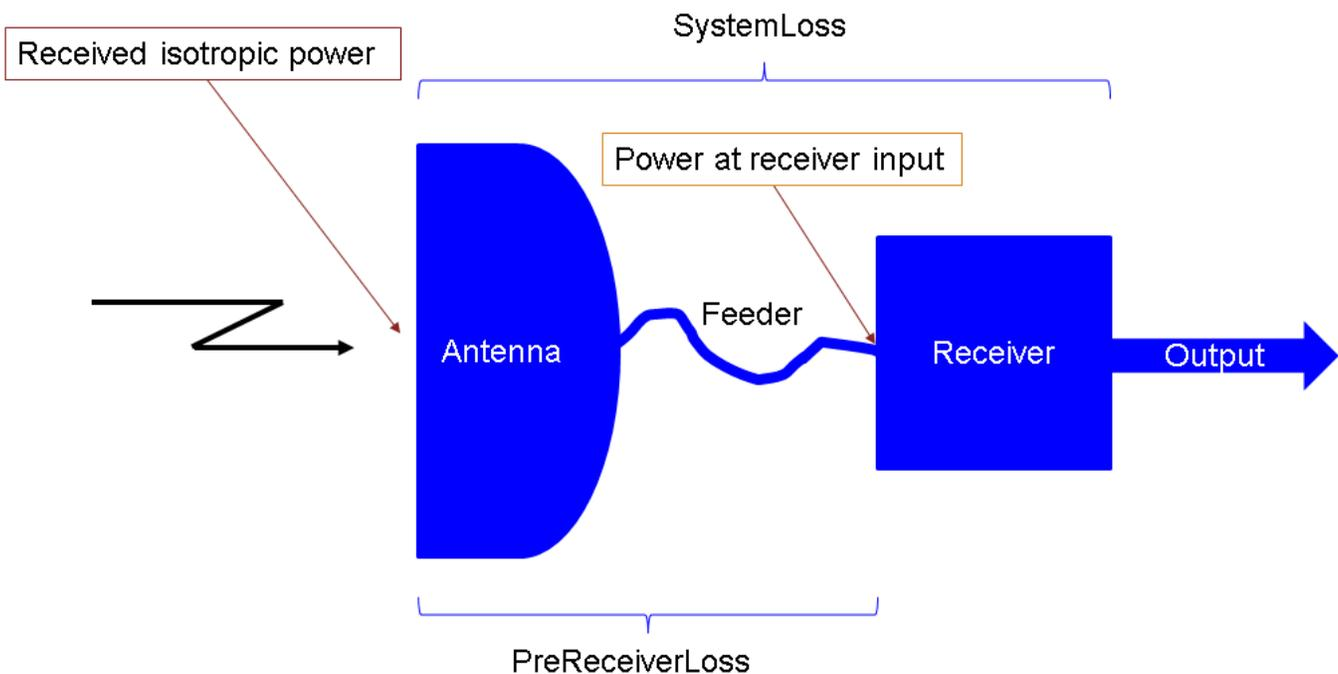 SystemLoss
Received isotropic power
Power at receiver input
Feeder
Antenna
Receiver
Output
PreReceiverLoss